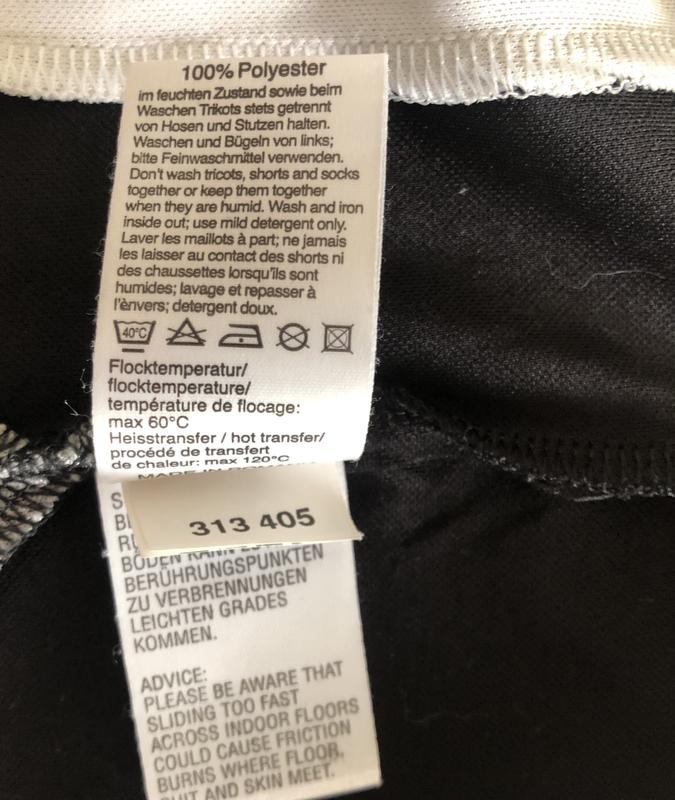 100% Polyester
im feuchten Zustand sowie beim
Waschen Trikots stets getrennt
von Hosen und Stutzen halten.
Waschen und Bügeln von links;
bitte Feinwaschmittel verwenden.
Don't wash tricots, shorts and socks
together or keep them together
when they are humid. Wash and iron
inside out; use mild detergent only.
Laver les maillots à part; ne jamais
les laisser au contact des shorts ni
des chaussettes lorsqu'ils sont
humides; lavage et repasser à
l'ènvers; detergent doux.
40°C
Flocktemperatur/
flocktemperature/
température de flocage:
max 60°C
Heisstransfer / hot transfer/
procédé de transfert
de chaleur: max 120°C
MADE IN
313 405
BÖDEN KANN
BERÜHRUNGSPUNKTEN
ZU VERBRENNUNGEN
LEICHTEN GRADES
KOMMEN.
ADVICE:
PLEASE BE AWARE THAT
SLIDING TOO FAST
ACROSS INDOOR FLOORS
COULD CAUSE FRICTION
BURNS WHERE FLOOR,
SUIT AND SKIN MEET.